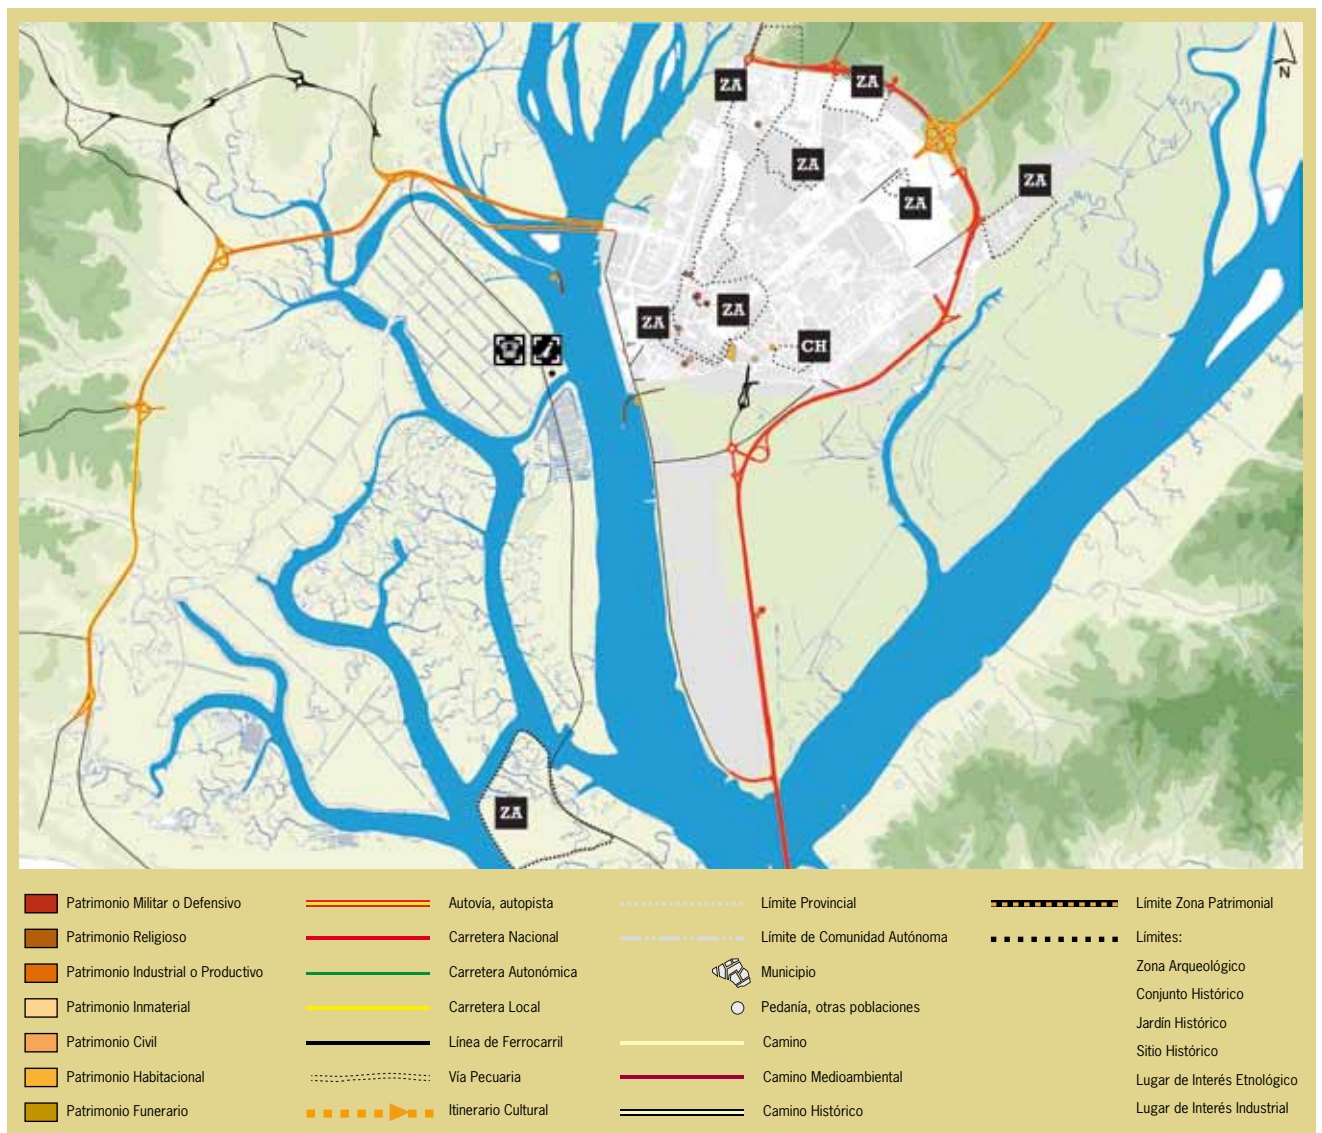 N
ZA
ZA
ZA
ZA
ZA
ZA
ZA
CH
ZA
Patrimonio Militar o Defensivo
Patrimonio Religioso
Patrimonio Industrial o Productivo
Patrimonio Inmaterial
Patrimonio Civil
Patrimonio Habitacional
Patrimonio Funerario
Autovía, autopista
Carretera Nacional
Carretera Autonómica
Carretera Local
Línea de Ferrocarril
Vía Pecuaria
Itinerario Cultural
Límite Provincial
Límite de Comunidad Autónoma
Municipio
Pedanía, otras poblaciones
Camino
Camino Medioambiental
Camino Histórico
Límite Zona Patrimonial
Límites:
Zona Arqueológico
Conjunto Histórico
Jardín Histórico
Sitio Histórico
Lugar de Interés Etnológico
Lugar de Interés Industrial